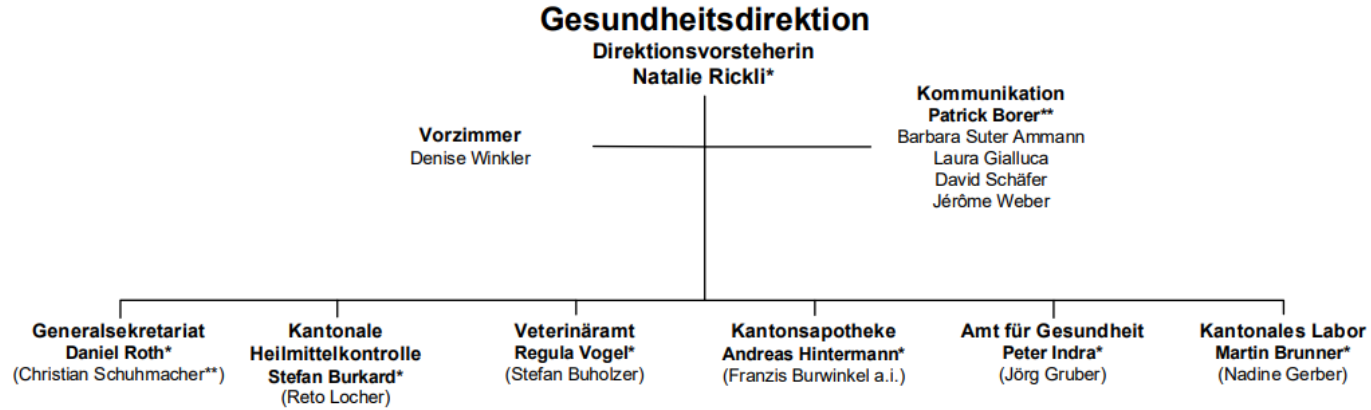 Gesundheitsdirektion
Direktionsvorsteherin
Natalie Rickli*
Vorzimmer
Denise Winkler
Kommunikation
Patrick Borer**
Barbara Suter Ammann
Laura Gialluca
David Schäfer
Jérôme Weber
Generalsekretariat
Daniel Roth*
(Christian Schuhmacher**)
Kantonale
Heilmittelkontrolle
Stefan Burkard*
(Reto Locher)
Veterinäramt
Regula Vogel*
(Stefan Buholzer)
Kantonsapotheke
Andreas Hintermann*
(Franzis Burwinkel a.i.)
Amt für Gesundheit
Peter Indra*
(Jörg Gruber)
Kantonales Labor
Martin Brunner*
(Nadine Gerber)